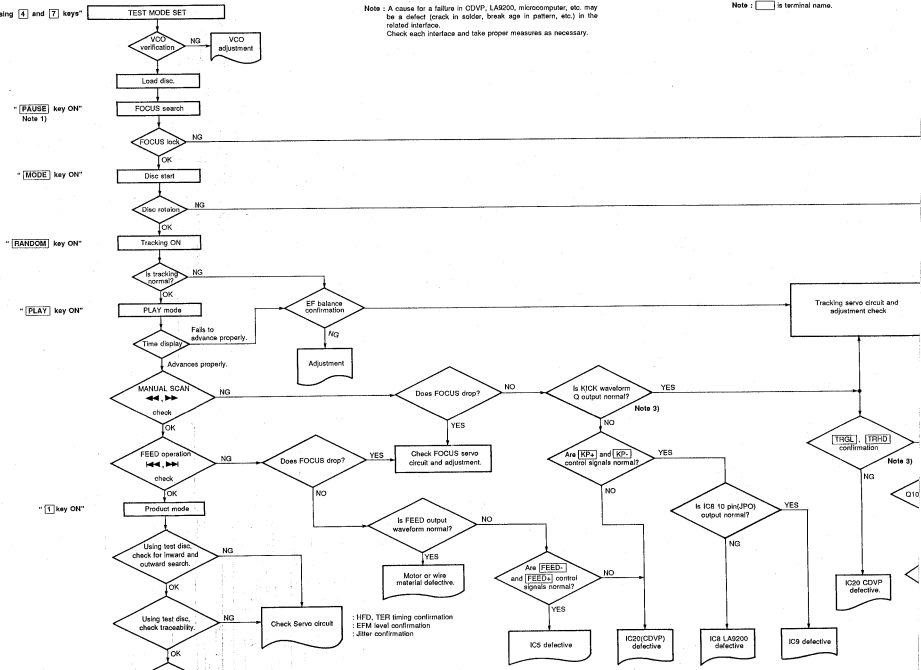 sing 4 and 7 keys"
TEST MODE SET
Note : A cause for a failure in CDVP, LA9200, microcomputer, etc. may
be a defect (crack in solder, break age in pattern, etc.) in the
related interface.
Check each interface and take proper measures as necessary.
Note : is terminal name.
VCO
verification
NG
VCO
adjustment
Load disc.
" PAUSE key ON"
Note 1)
FOCUS search
FOCUS lock
NG
OK
" MODE key ON"
Disc start
Disc rotaion
NG
OK
" RANDOM key ON"
Tracking ON
Is tracking
normal?
NG
OK
" PLAY key ON"
PLAY mode
EF balance
confirmation
NG
Adjustment
Tracking servo circuit and
adjustment check
Time display
Fails to
advance properly.
Advances properly.
MANUAL SCAN
◀◀ , ▶▶
check
NG
OK
Does FOCUS drop?
NO
YES
Is KICK waveform
Q output normal?
Note 3)
YES
NO
Check FOCUS servo
circuit and adjustment.
FEED operation
|◀◀ , ▶▶|
check
NG
OK
Does FOCUS drop?
YES
NO
Are KP+ and KP-
control signals normal?
YES
NO
TRGL , TRHD
confirmation
Note 3)
NG
Q10
" 1 key ON"
Product mode
Is FEED output
waveform normal?
NO
YES
Is IC8 10 pin(JPO)
output normal?
YES
NG
Using test disc,
check for inward and
outward search.
NG
OK
Motor or wire
material defective.
Are FEED-
and FEED+ control
signals normal?
NO
YES
IC20 CDVP
defective.
Using test disc,
check traceability.
NG
OK
Check Servo circuit
: HFD, TER timing confirmation
: EFM level confirmation
: Jitter confirmation
IC5 defective
IC20(CDVP)
defective
IC8 LA9200
defective
IC9 defective